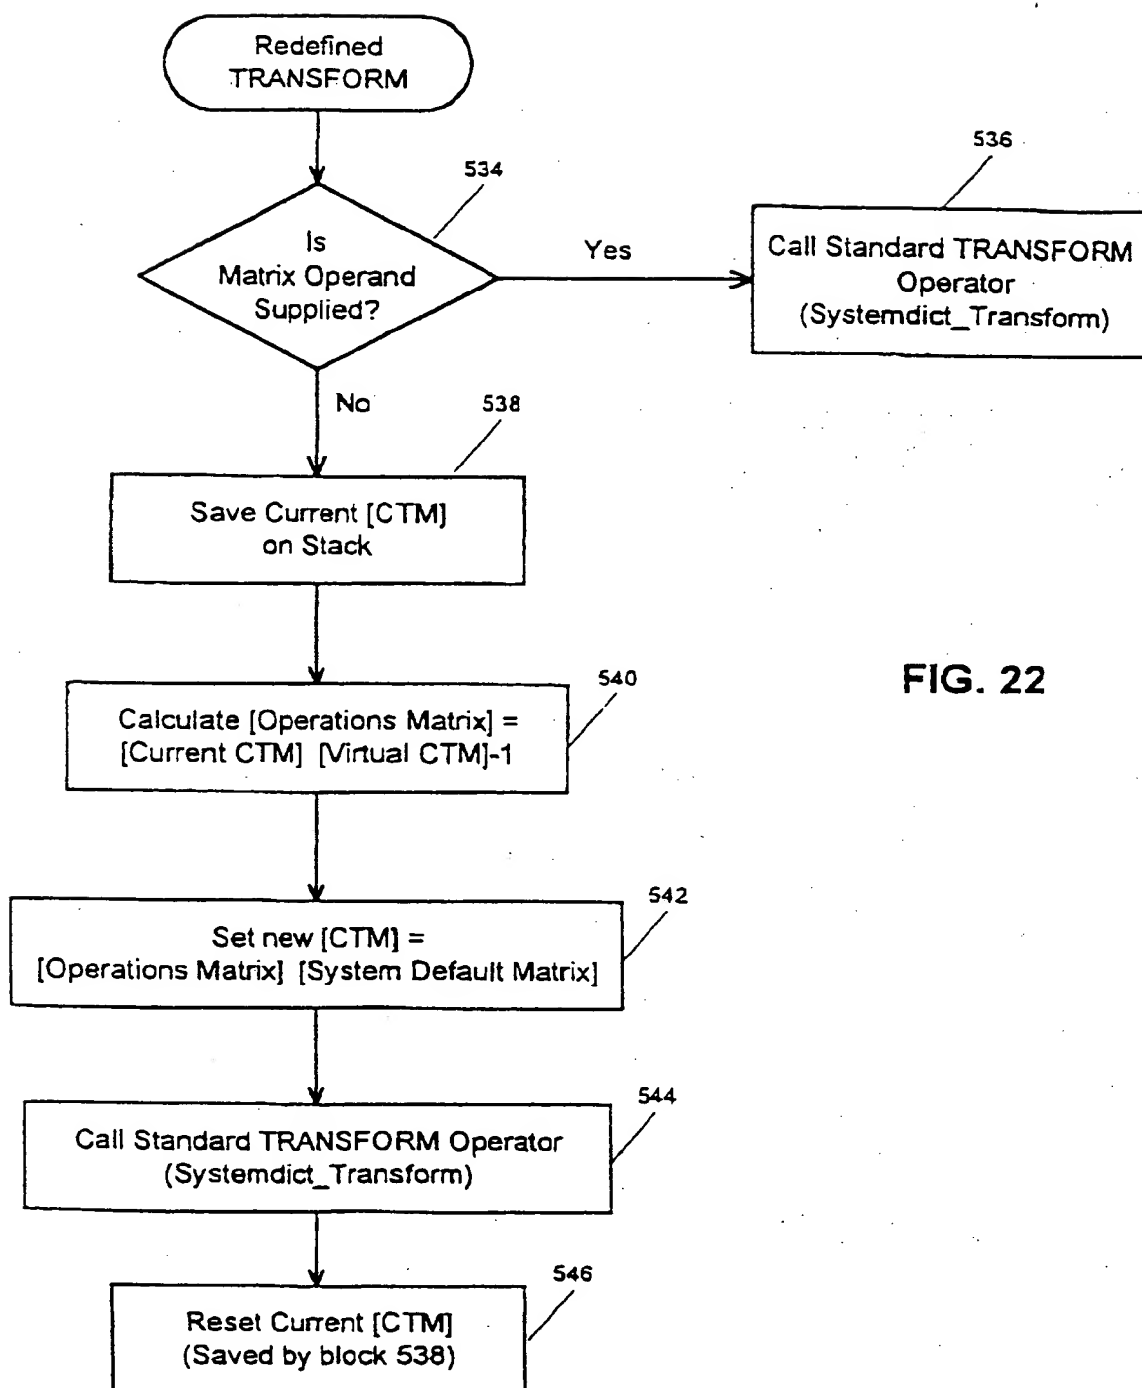 Redefined
TRANSFORM
534
Is
Matrix Operand
Supplied?
Yes
536
Call Standard TRANSFORM
Operator
(Systemdict_Transform)
No
538
Save Current [CTM]
on Stack
540
Calculate [Operations Matrix] =
[Current CTM] [Virtual CTM]-1
FIG. 22
542
Set new [CTM] =
[Operations Matrix] [System Default Matrix]
544
Call Standard TRANSFORM Operator
(Systemdict_Transform)
546
Reset Current [CTM]
(Saved by block 538)